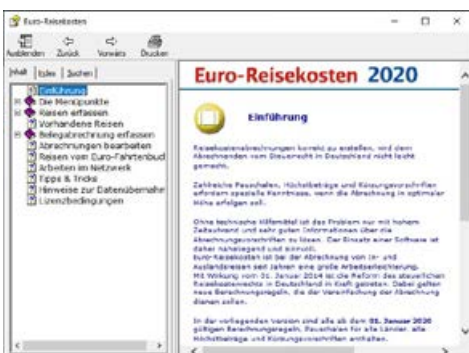 Euro-Reisekosten
Ausblenden Zurück Vorwärts Drucken
Inhalt Index Suchen
Einführung
Die Menüpunkte
Reisen erfassen
Vorhandene Reisen
Belegabrechnung erfassen
Abrechnungen bearbeiten
Reisen vom Euro-Fahrtenbuch
Arbeiten im Netzwerk
Tipps & Tricks
Hinweise zur Datenübernahm
Lizenzbedingungen
Euro-Reisekosten 2020
Einführung
Reisekostenabrechnungen korrekt zu erstellen, wird dem
Abrechnenden vom Steuerrecht in Deutschland nicht leicht
gemacht.
Zahlreiche Pauschalen, Höchstbeträge und Kürzungsvorschriften
erfordern spezielle Kenntnisse, wenn die Abrechnung in optimaler
Höhe erfolgen soll.
Ohne technische Hilfsmittel ist das Problem nur mit hohem
Zeitaufwand und sehr guten Informationen über die
Abrechnungsvorschriften zu lösen. Der Einsatz einer Software ist
daher naheliegend und sinnvoll.
Euro-Reisekosten ist bei der Abrechnung von In- und
Auslandsreisen seit Jahren eine große Arbeitserleichterung.
Mit Wirkung vom 01. Januar 2014 ist die Reform des steuerlichen
Reisekostenrechts in Deutschland in Kraft getreten. Dabei gelten
neue Berechnungsregeln, die der Vereinfachung der Abrechnung
dienen sollen.
In der vorliegenden Version sind alle ab dem 01. Januar 2020
gültigen Berechnungsregeln, Pauschalen für alle Länder, alle
Höchstbeträge und Kürzungsvorschriften enthalten.